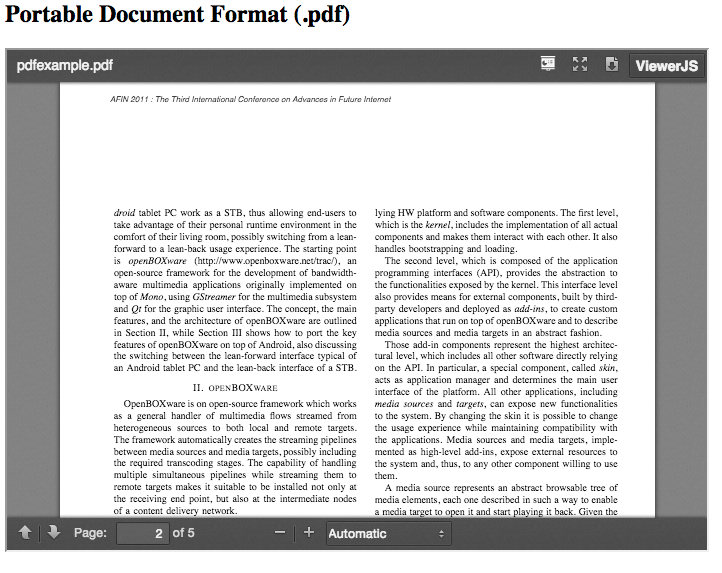 Portable Document Format (.pdf)
pdfexample.pdf
ViewerJS
AFIN 2011 : The Third International Conference on Advances in Future Internet
droid tablet PC work as a STB, thus allowing end-users to
take advantage of their personal runtime environment in the
comfort of their living room, possibly switching from a lean-
forward to a lean-back usage experience. The starting point
is openBOXware (http://www.openboxware.net/trac/), an
open-source framework for the development of bandwidth-
aware multimedia applications originally implemented on
top of Mono, using GStreamer for the multimedia subsystem
and Qt for the graphic user interface. The concept, the main
features, and the architecture of openBOXware are outlined
in Section II, while Section III shows how to port the key
features of openBOXware on top of Android, also discussing
the switching between the lean-forward interface typical of
an Android tablet PC and the lean-back interface of a STB.
II. OPENBOXWARE
OpenBOXware is on open-source framework which works
as a general handler of multimedia flows streamed from
heterogeneous sources to both local and remote targets.
The framework automatically creates the streaming pipelines
between media sources and media targets, possibly including
the required transcoding stages. The capability of handling
multiple simultaneous pipelines while streaming them to
remote targets makes it suitable to be installed not only at
the receiving end point, but also at the intermediate nodes
of a content delivery network.
lying HW platform and software components. The first level,
which is the kernel, includes the implementation of all actual
components and makes them interact with each other. It also
handles bootstrapping and loading.
The second level, which is composed of the application
programming interfaces (API), provides the abstraction to
the functionalities exposed by the kernel. This interface level
also provides means for external components, built by third-
party developers and deployed as add-ins, to create custom
applications that run on top of openBOXware and to describe
media sources and media targets in an abstract fashion.
Those add-in components represent the highest architec-
tural level, which includes all other software directly relying
on the API. In particular, a special component, called skin,
acts as application manager and determines the main user
interface of the platform. All other applications, including
media sources and targets, can expose new functionalities
to the system. By changing the skin it is possible to change
the usage experience while maintaining compatibility with
the applications. Media sources and media targets, imple-
mented as high-level add-ins, expose external resources to
the system and, thus, to any other component willing to use
them.
A media source represents an abstract browsable tree of
media elements, each one described in such a way to enable
a media target to open it and start playing it back. Given the
Page: 2 of 5
Automatic